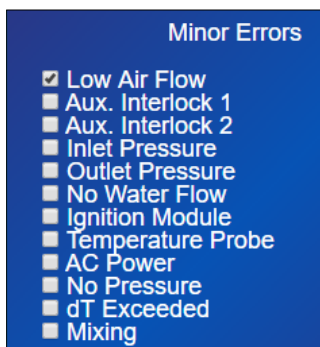 Minor Errors
Low Air Flow
Aux. Interlock 1
Aux. Interlock 2
Inlet Pressure
Outlet Pressure
No Water Flow
Ignition Module
Temperature Probe
AC Power
No Pressure
dT Exceeded
Mixing